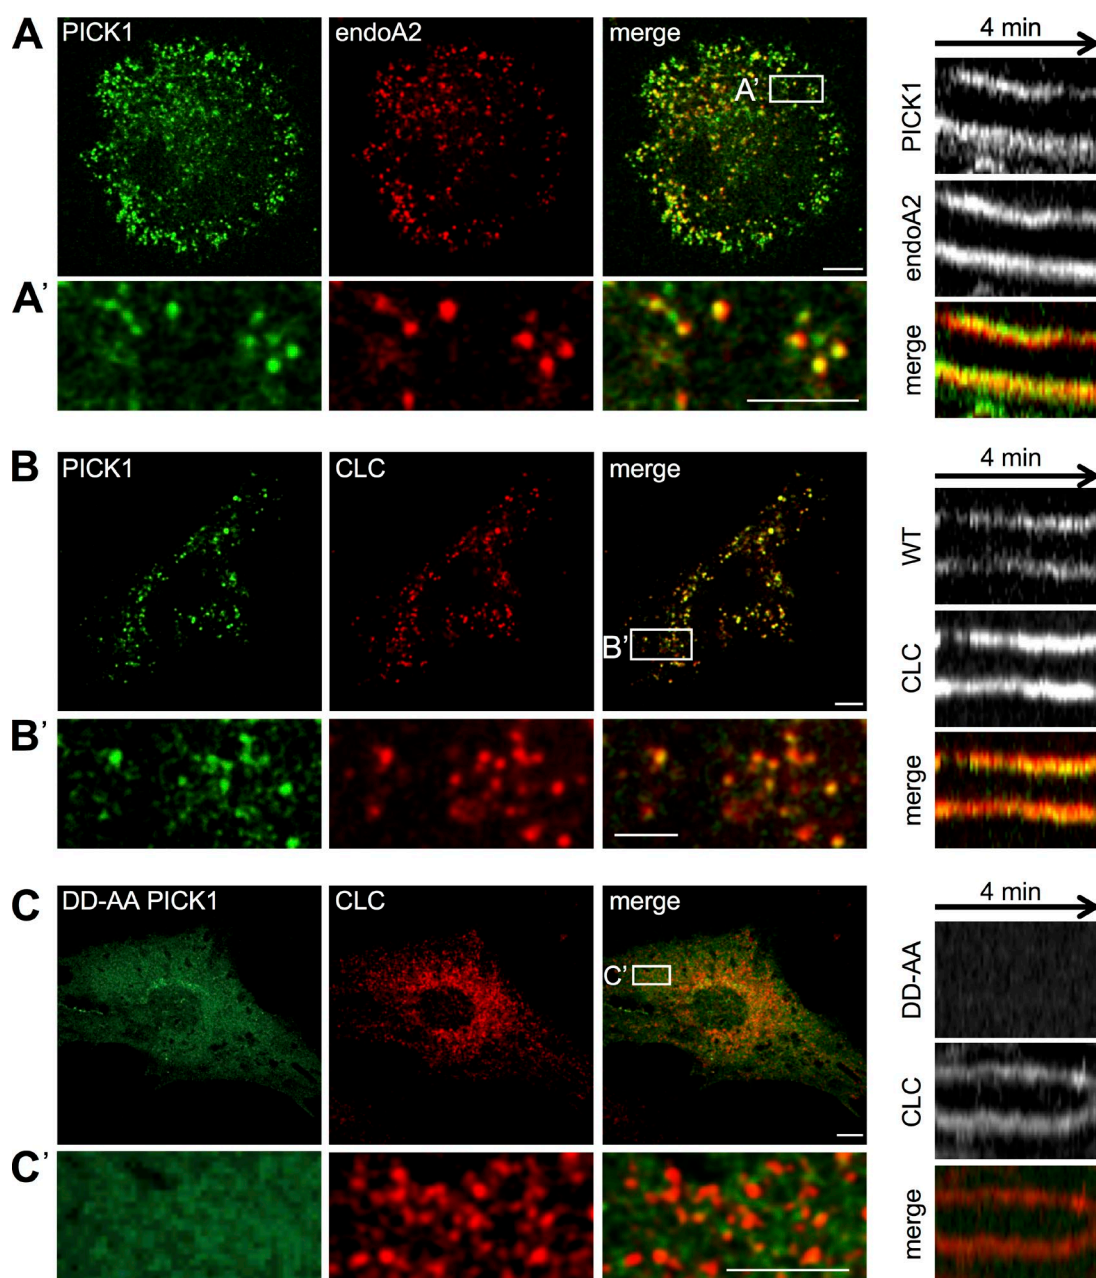 A
PICK1
endoA2
merge
A'
4 min
PICK1
endoA2
merge
A'
B
PICK1
CLC
merge
B'
4 min
WT
CLC
merge
B'
C
DD-AA PICK1
CLC
merge
C'
4 min
DD-AA
CLC
merge
C'